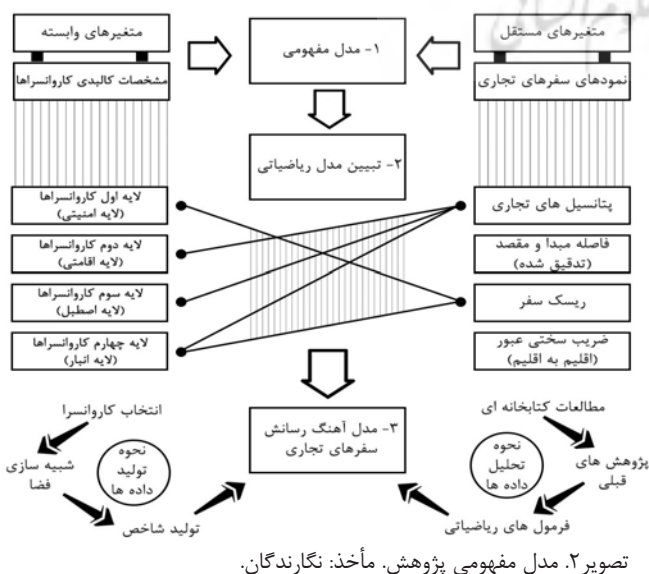 متغیرهای مستقل
نمودهای سفرهای تجاری
۱- مدل مفهومی
متغیرهای وابسته
مشخصات کالبدی کاروانسراها
۲- تبیین مدل ریاضیاتی
پتانسیل های تجاری
فاصله مبدا و مقصد
(تدقیق شده)
ریسک سفر
ضریب سختی عبور
(اقلیم به اقلیم)
لایه اول کاروانسراها
(لایه امنیتی)
لایه دوم کاروانسراها
(لایه اقامتی)
لایه سوم کاروانسراها
(لایه اصطبل)
لایه چهارم کاروانسراها
(لایه انبار)
۳- مدل آهنگ رسانش
سفرهای تجاری
مطالعات کتابخانه ای
پژوهش های
قبلی
فرمول های ریاضیاتی
نحوه
تحلیل
داده ها
انتخاب کاروانسرا
شبیه سازی
فضا
تولید شاخص
نحوه
تولید
داده ها
تصویر۲. مدل مفهومی پژوهش. مأخذ: نگارندگان.